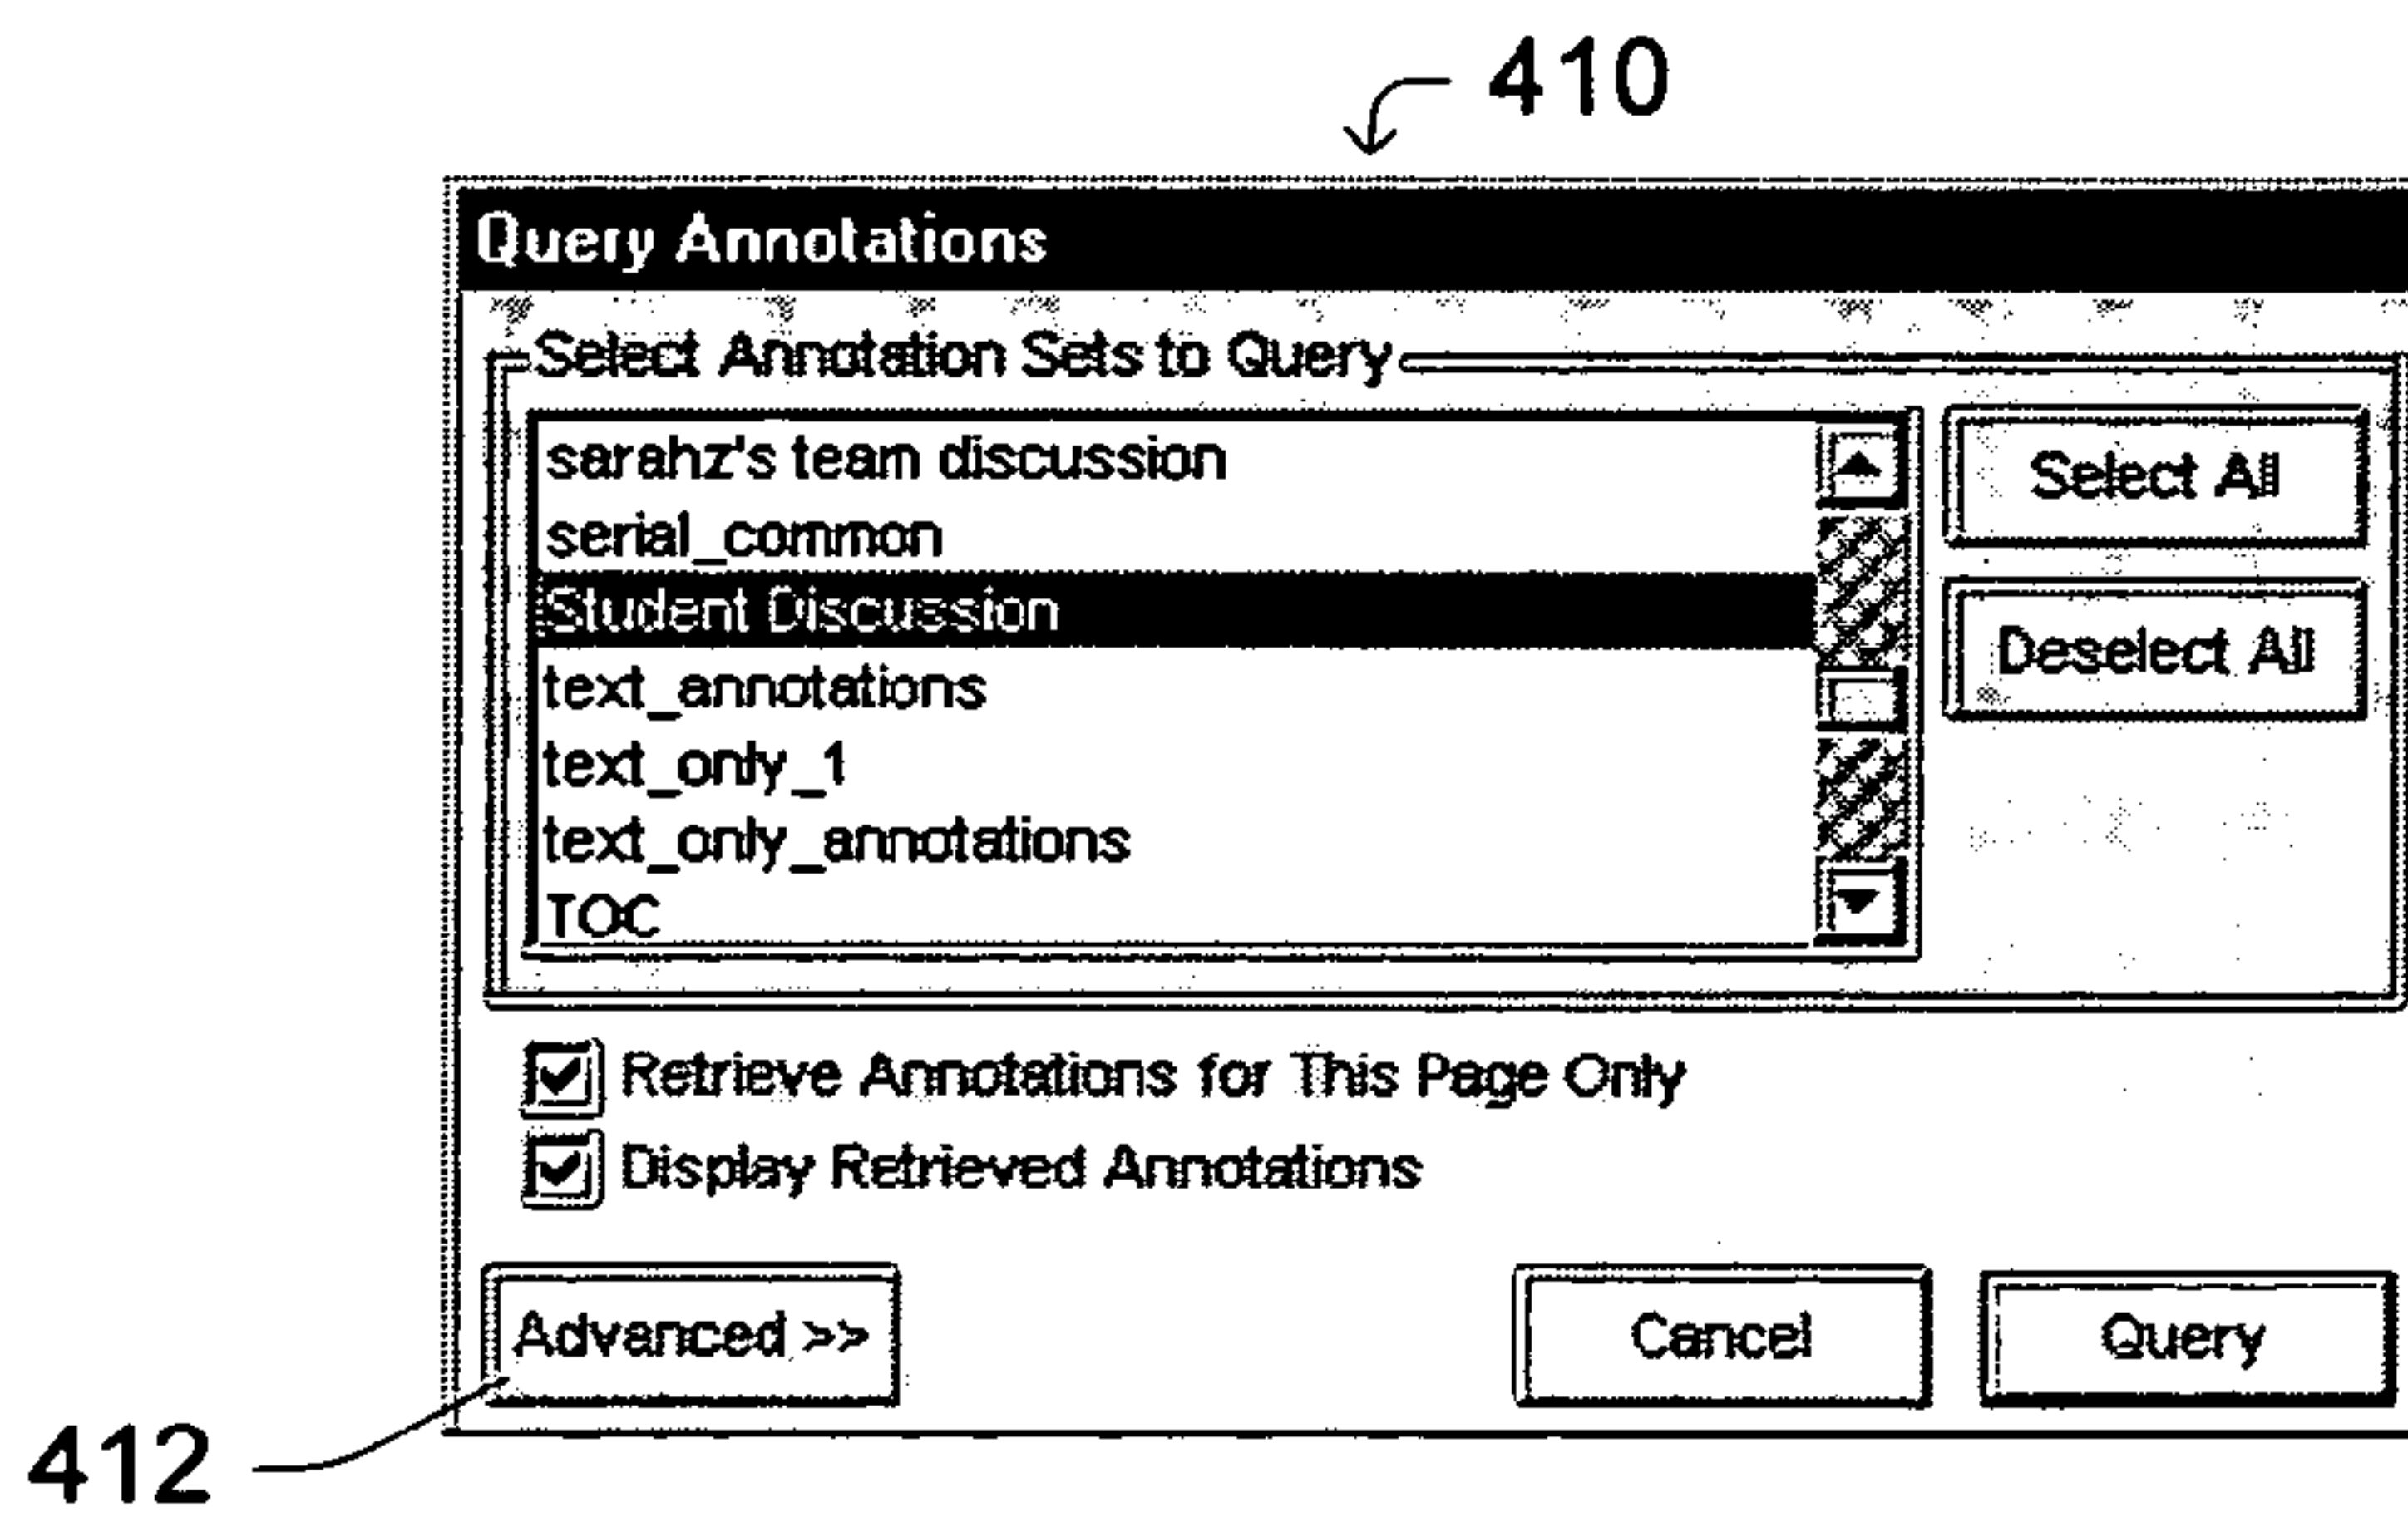 410
Query Annotations
Select Annotation Sets to Query
sarahz's team discussion
serial_common
Student Discussion
text_annotations
text_only_1
text_only_annotations
TOC
Select All
Deselect All
Retrieve Annotations for This Page Only
Display Retrieved Annotations
Advanced >>
Cancel
Query
412